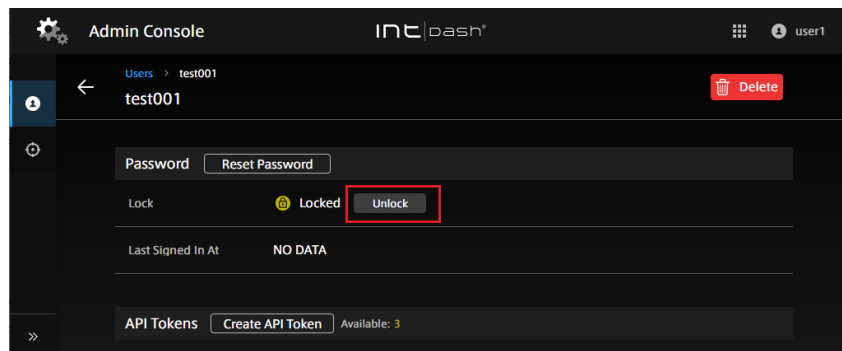 Admin Console intdash® user1
Users > test001
test001 Delete
Password Reset Password
Lock Locked Unlock
Last Signed In At NO DATA
API Tokens Create API Token Available: 3